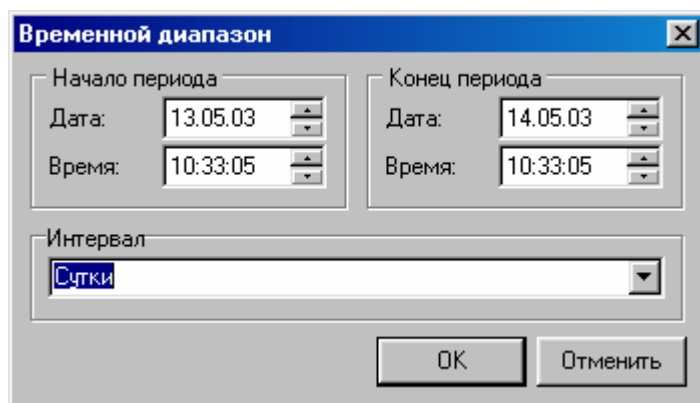 Временной диапазон
Начало периода
Дата: 13.05.03
Время: 10:33:05
Конец периода
Дата: 14.05.03
Время: 10:33:05
Интервал
Сутки
OK Отменить